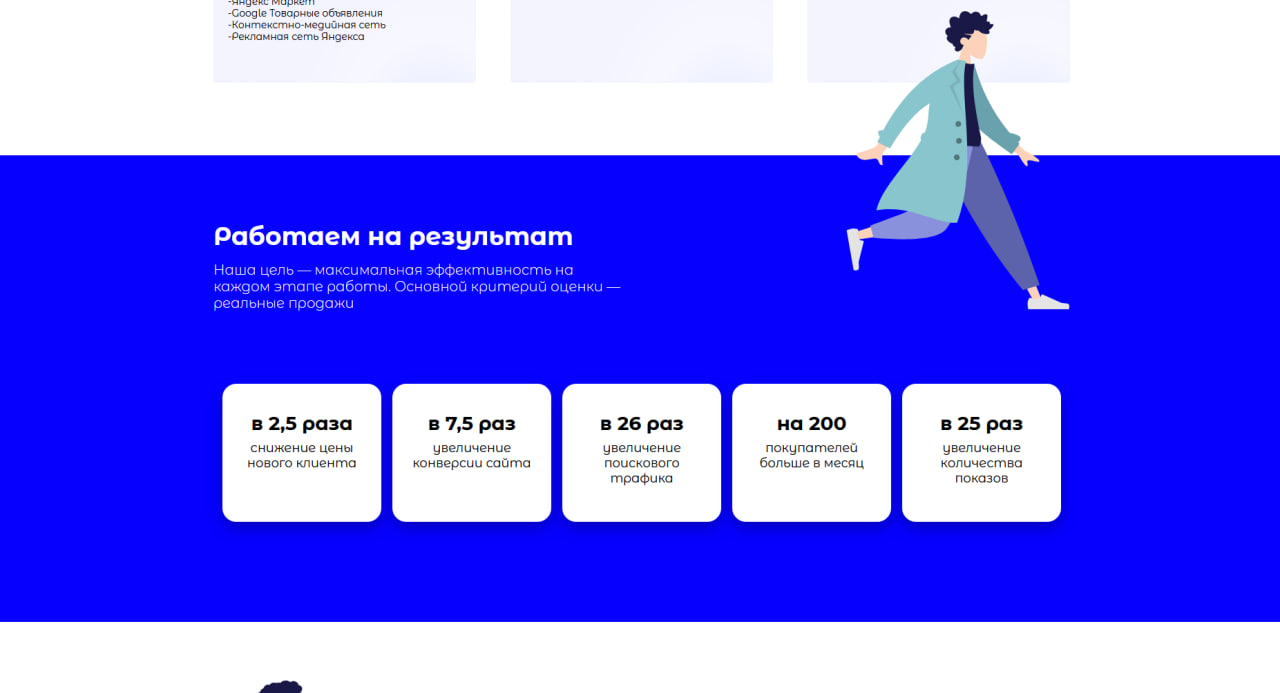 -Яндекс Маркет
-Google Товарные объявления
-Контекстно-медийная сеть
-Рекламная сеть Яндекса
Работаем на результат
Наша цель — максимальная эффективность на
каждом этапе работы. Основной критерий оценки —
реальные продажи
в 2,5 раза
снижение цены
нового клиента
в 7,5 раз
увеличение
конверсии сайта
в 26 раз
увеличение
поискового
трафика
на 200
покупателей
больше в месяц
в 25 раз
увеличение
количества
показов